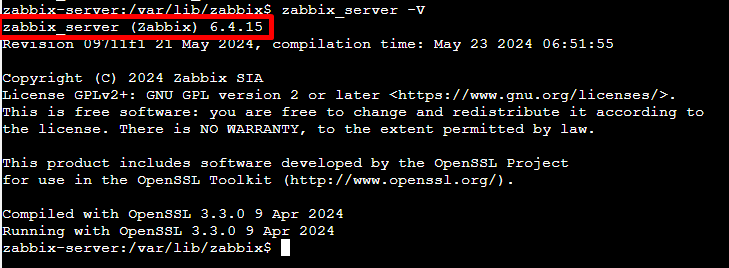 zabbix-server:/var/lib/zabbix$ zabbix_server -V
zabbix_server (Zabbix) 6.4.15
Revision 09711f1 21 May 2024, compilation time: May 23 2024 06:51:55
Copyright (C) 2024 Zabbix SIA
License GPLv2+: GNU GPL version 2 or later <https://www.gnu.org/licenses/>.
This is free software: you are free to change and redistribute it according to
the license. There is NO WARRANTY, to the extent permitted by law.
This product includes software developed by the OpenSSL Project
for use in the OpenSSL Toolkit (http://www.openssl.org/).
Compiled with OpenSSL 3.3.0 9 Apr 2024
Running with OpenSSL 3.3.0 9 Apr 2024
zabbix-server:/var/lib/zabbix$